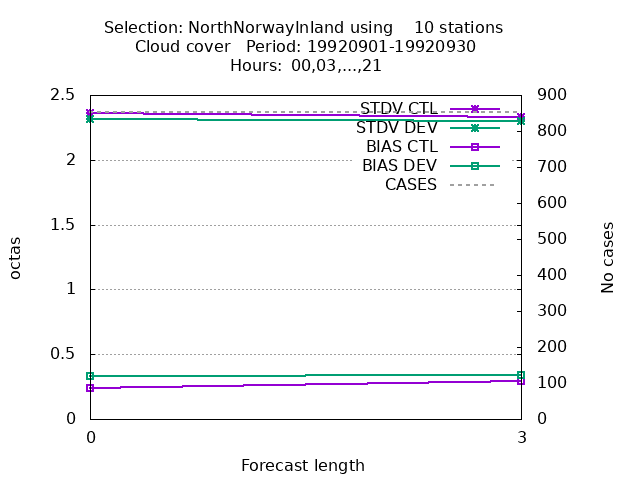 Selection: NorthNorwayInland using    10 stations
Cloud cover   Period: 19920901-19920930
Hours:  00,03,...,21
2.5
2
1.5
1
0.5
0
900
800
700
600
500
400
300
200
100
0
STDV CTL
STDV DEV
BIAS CTL
BIAS DEV
CASES
octas
No cases
0
3
Forecast length